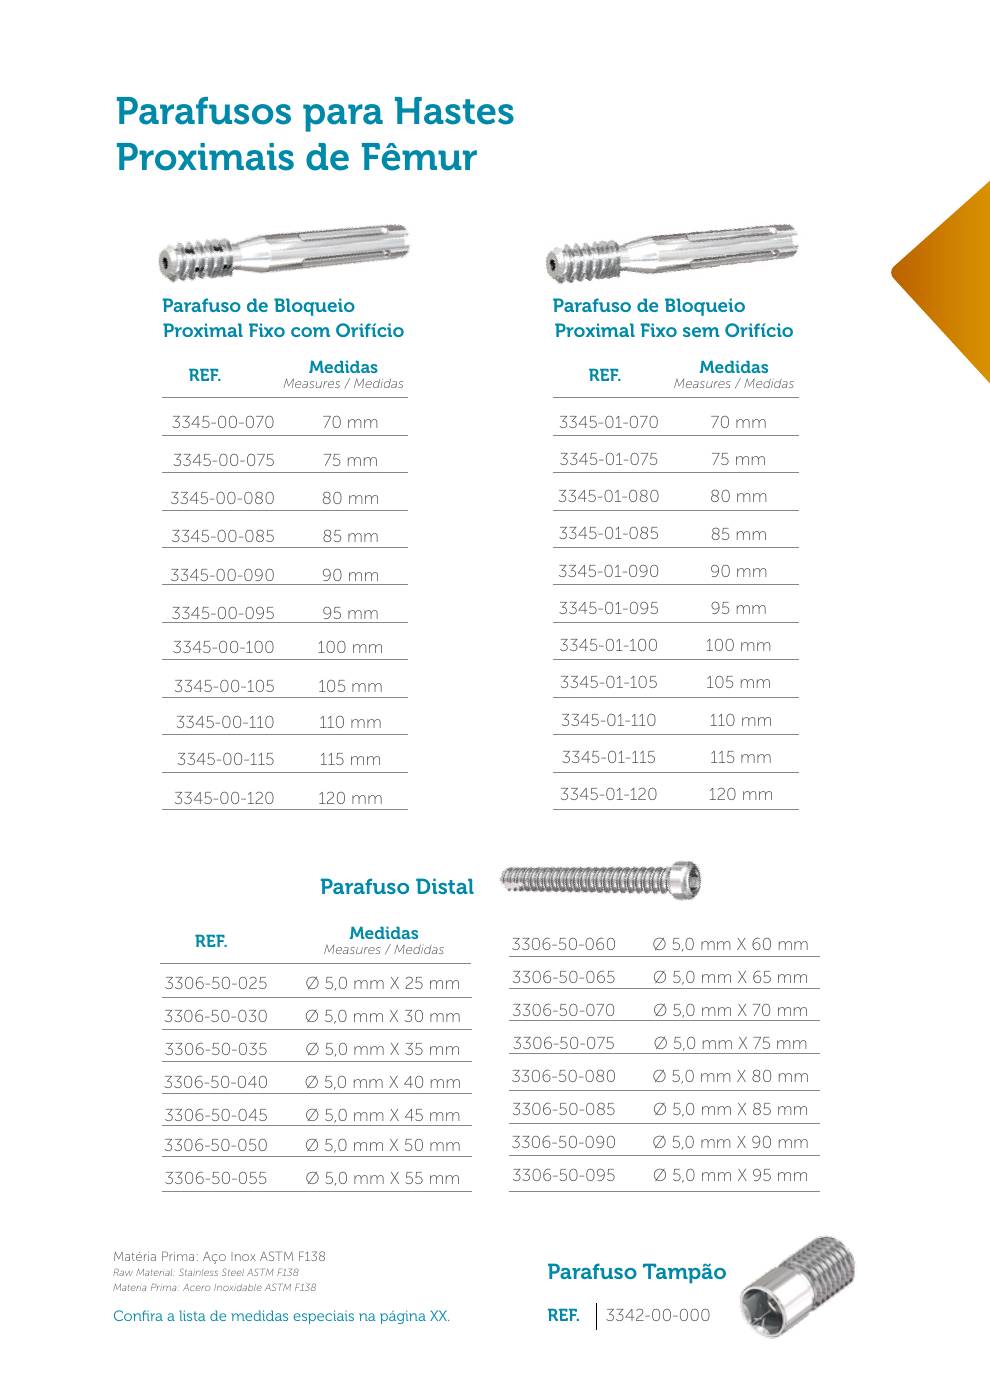 Parafusos para Hastes
Proximais de Fêmur
Parafuso de Bloqueio
Proximal Fixo com Orifício
REF. Medidas
Measures / Medidas
3345-00-070 70 mm
3345-00-075 75 mm
3345-00-080 80 mm
3345-00-085 85 mm
3345-00-090 90 mm
3345-00-095 95 mm
3345-00-100 100 mm
3345-00-105 105 mm
3345-00-110 110 mm
3345-00-115 115 mm
3345-00-120 120 mm
Parafuso de Bloqueio
Proximal Fixo sem Orifício
REF. Medidas
Measures / Medidas
3345-01-070 70 mm
3345-01-075 75 mm
3345-01-080 80 mm
3345-01-085 85 mm
3345-01-090 90 mm
3345-01-095 95 mm
3345-01-100 100 mm
3345-01-105 105 mm
3345-01-110 110 mm
3345-01-115 115 mm
3345-01-120 120 mm
Parafuso Distal
REF. Medidas
Measures / Medidas
3306-50-025 Ø 5,0 mm X 25 mm
3306-50-030 Ø 5,0 mm X 30 mm
3306-50-035 Ø 5,0 mm X 35 mm
3306-50-040 Ø 5,0 mm X 40 mm
3306-50-045 Ø 5,0 mm X 45 mm
3306-50-050 Ø 5,0 mm X 50 mm
3306-50-055 Ø 5,0 mm X 55 mm
3306-50-060 Ø 5,0 mm X 60 mm
3306-50-065 Ø 5,0 mm X 65 mm
3306-50-070 Ø 5,0 mm X 70 mm
3306-50-075 Ø 5,0 mm X 75 mm
3306-50-080 Ø 5,0 mm X 80 mm
3306-50-085 Ø 5,0 mm X 85 mm
3306-50-090 Ø 5,0 mm X 90 mm
3306-50-095 Ø 5,0 mm X 95 mm
Matéria Prima: Aço Inox ASTM F138
Raw Material: Stainless Steel ASTM F138
Materia Prima: Acero Inoxidable ASTM F138
Confira a lista de medidas especiais na página XX.
Parafuso Tampão
REF. 3342-00-000